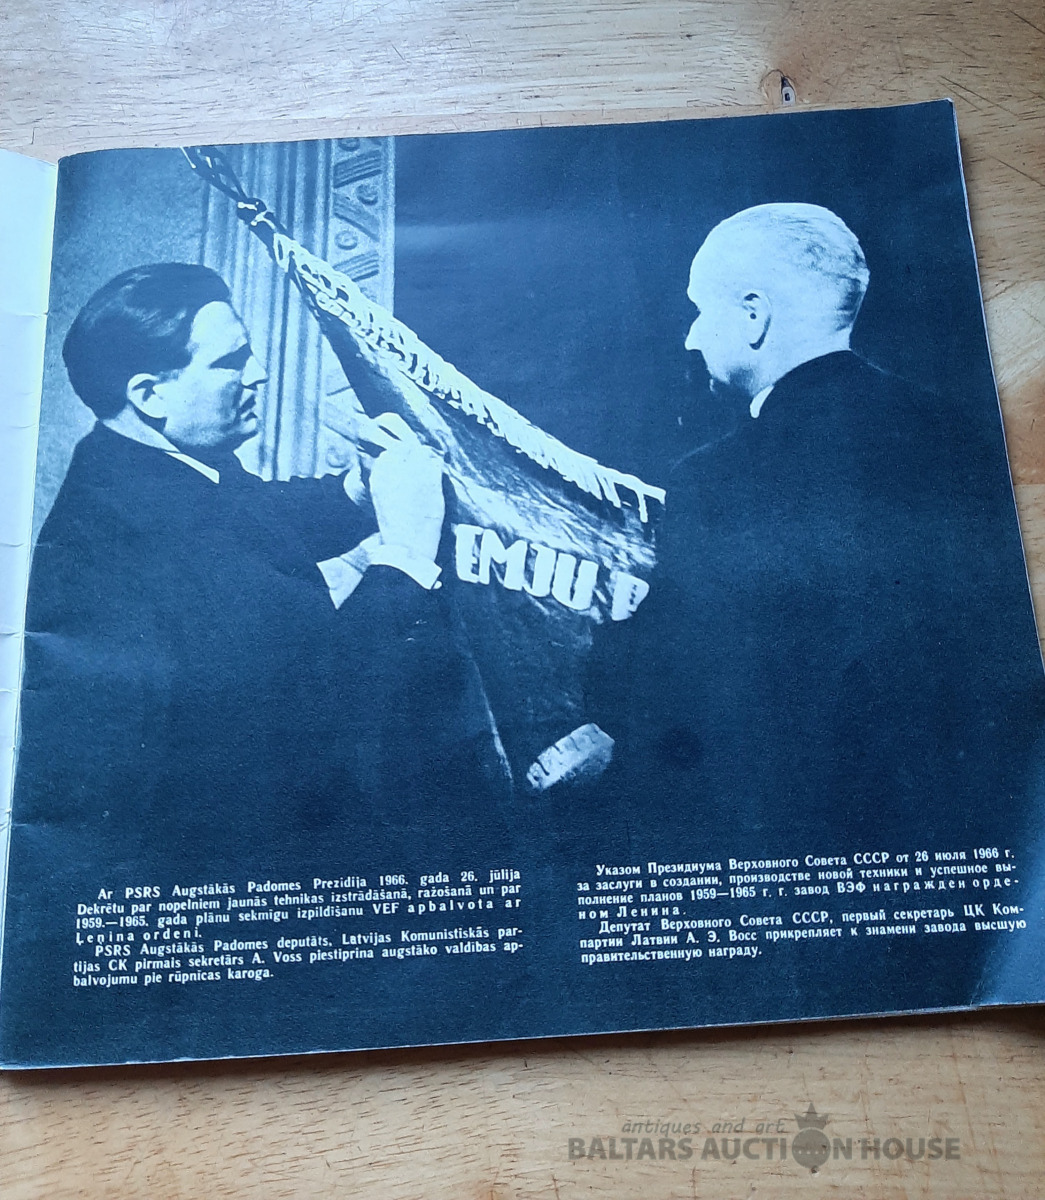 EMJU P
Ar PSRS Augstākās Padomes Prezidija 1966. gada 26. jūlija
Dekrētu par nopelniem jaunās tehnikas izstrādāšanā, ražošanā un par
1959.—1965. gada plānu sekmīgu izpildīšanu VEF apbalvota ar
Ļeņina ordeni.
PSRS Augstākās Padomes deputāts, Latvijas Komunistiskās par-
tijas CK pirmais sekretārs A. Voss piestiprina augstāko valdības ap-
balvojumu pie rūpnīcas karoga.
Указом Президиума Верховного Совета СССР от 26 июля 1966 г.
за заслуги в создании, производстве новой техники и успешное вы-
полнение планов 1959—1965 г. г. завод ВЭФ награжден орде-
ном Ленина.
Депутат Верховного Совета СССР, первый секретарь ЦК Ком-
партии Латвии А. Э. Восс прикрепляет к знамени завода высшую
правительственную награду.
antiques and art
BALTARS AUCTION HOUSE